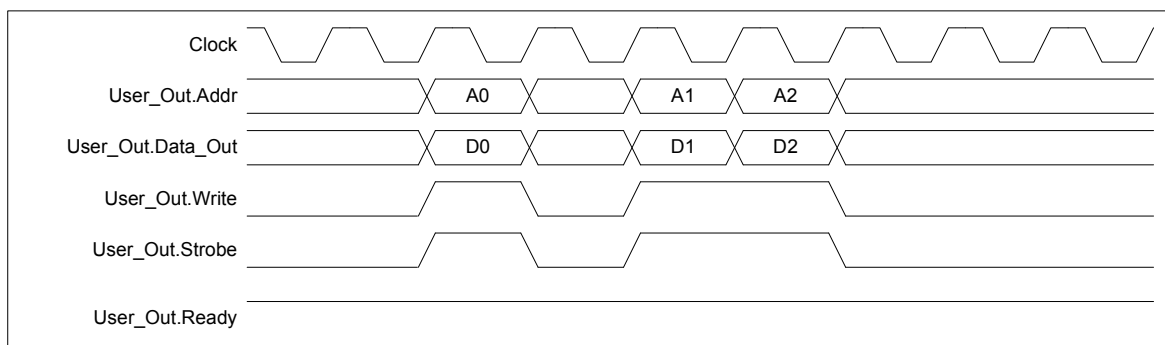 Clock
User_Out.Addr A0 A1 A2
User_Out.Data_Out D0 D1 D2
User_Out.Write
User_Out.Strobe
User_Out.Ready